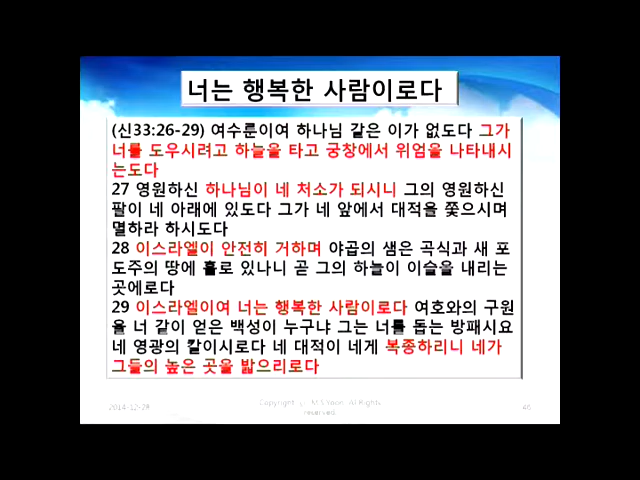 너는 행복한 사람이로다
(신33:26-29) 여수룬이여 하나님 같은 이가 없도다 그가
너를 도우시려고 하늘을 타고 궁창에서 위엄을 나타내시
는도다
27 영원하신 하나님이 네 처소가 되시니 그의 영원하신
팔이 네 아래에 있도다 그가 네 앞에서 대적을 쫓으시며
멸하라 하시도다
28 이스라엘이 안전히 거하며 야곱의 샘은 곡식과 새 포
도주의 땅에 홀로 있나니 곧 그의 하늘이 이슬을 내리는
곳에로다
29 이스라엘이여 너는 행복한 사람이로다 여호와의 구원
을 너 같이 얻은 백성이 누구냐 그는 너를 돕는 방패시요
네 영광의 칼이시로다 네 대적이 네게 복종하리니 네가
그들의 높은 곳을 밟으리로다
2014-12-28
Copyright All Rights
reserved